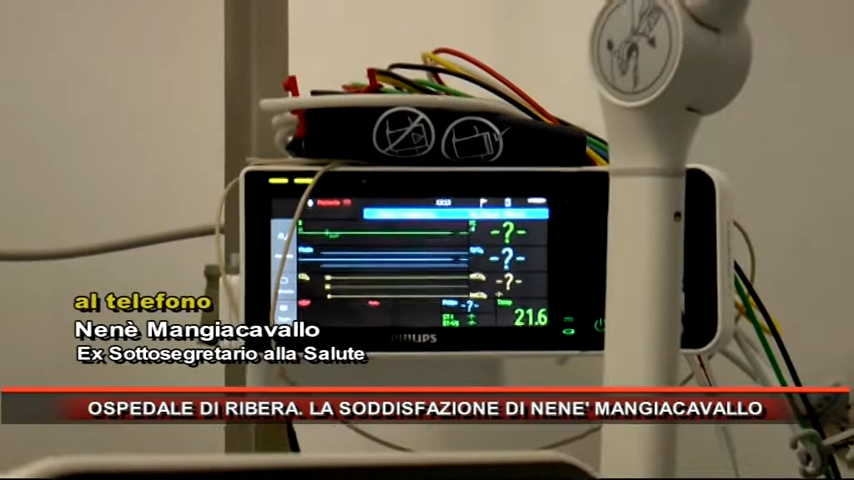 -?-
-?-
-?-
-?-
21.6
PHILIPS
al telefono
Nenè Mangiacavallo
Ex Sottosegretario alla Salute
OSPEDALE DI RIBERA. LA SODDISFAZIONE DI NENE' MANGIACAVALLO